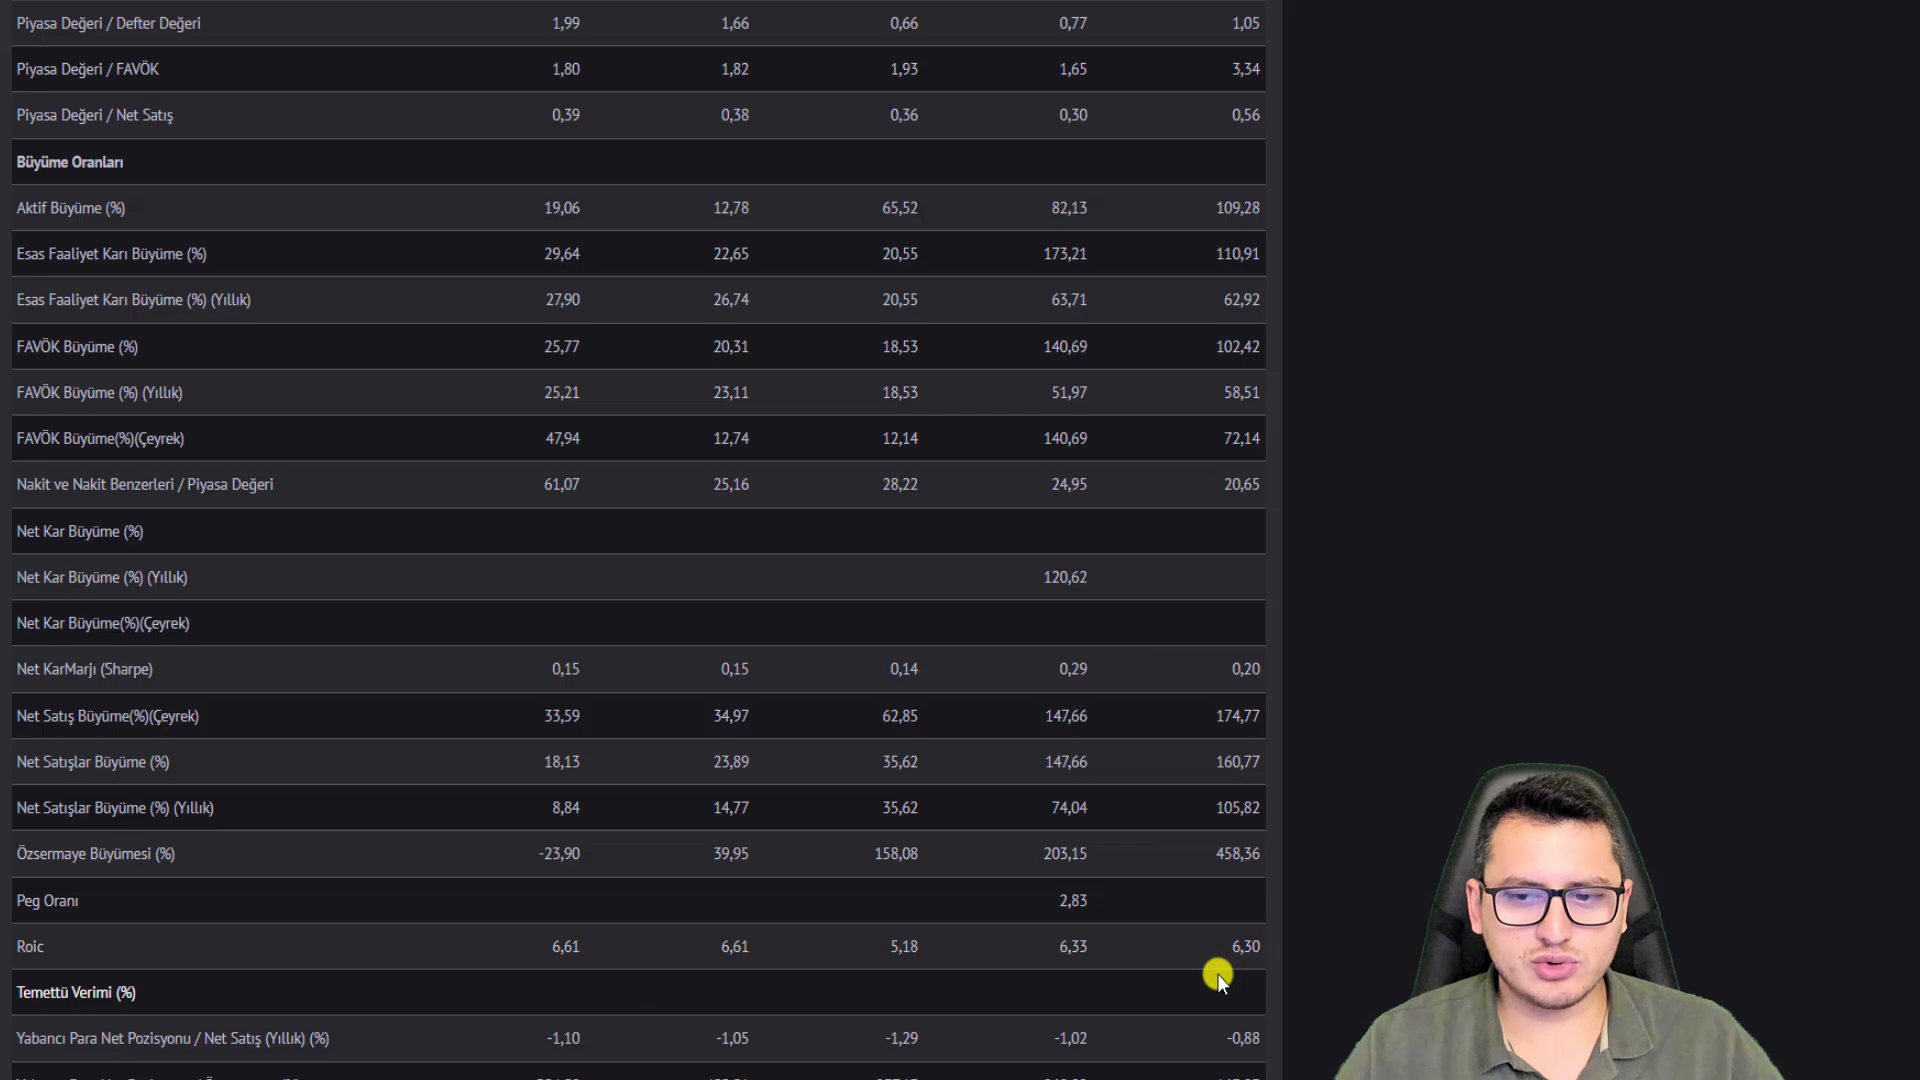 Piyasa Değeri / Defter Değeri 1,99 1,66 0,66 0,77 1,05
Piyasa Değeri / FAVÖK 1,80 1,82 1,93 1,65 3,34
Piyasa Değeri / Net Satış 0,39 0,38 0,36 0,30 0,56
Büyüme Oranları
Aktif Büyüme (%) 19,06 12,78 65,52 82,13 109,28
Esas Faaliyet Karı Büyüme (%) 29,64 22,65 20,55 173,21 110,91
Esas Faaliyet Karı Büyüme (%) (Yıllık) 27,90 26,74 20,55 63,71 62,92
FAVÖK Büyüme (%) 25,77 20,31 18,53 140,69 102,42
FAVÖK Büyüme (%) (Yıllık) 25,21 23,11 18,53 51,97 58,51
FAVÖK Büyüme(%)(Çeyrek) 47,94 12,74 12,14 140,69 72,14
Nakit ve Nakit Benzerleri / Piyasa Değeri 61,07 25,16 28,22 24,95 20,65
Net Kar Büyüme (%)
Net Kar Büyüme (%) (Yıllık) 120,62
Net Kar Büyüme(%)(Çeyrek)
Net KarMarjı (Sharpe) 0,15 0,15 0,14 0,29 0,20
Net Satış Büyüme(%)(Çeyrek) 33,59 34,97 62,85 147,66 174,77
Net Satışlar Büyüme (%) 18,13 23,89 35,62 147,66 160,77
Net Satışlar Büyüme (%) (Yıllık) 8,84 14,77 35,62 74,04 105,82
Özsermaye Büyümesi (%) -23,90 39,95 158,08 203,15 458,36
Peg Oranı 2,83
Roic 6,61 6,61 5,18 6,33 6,30
Temettü Verimi (%)
Yabancı Para Net Pozisyonu / Net Satış (Yıllık) (%) -1,10 -1,05 -1,29 -1,02 -0,88